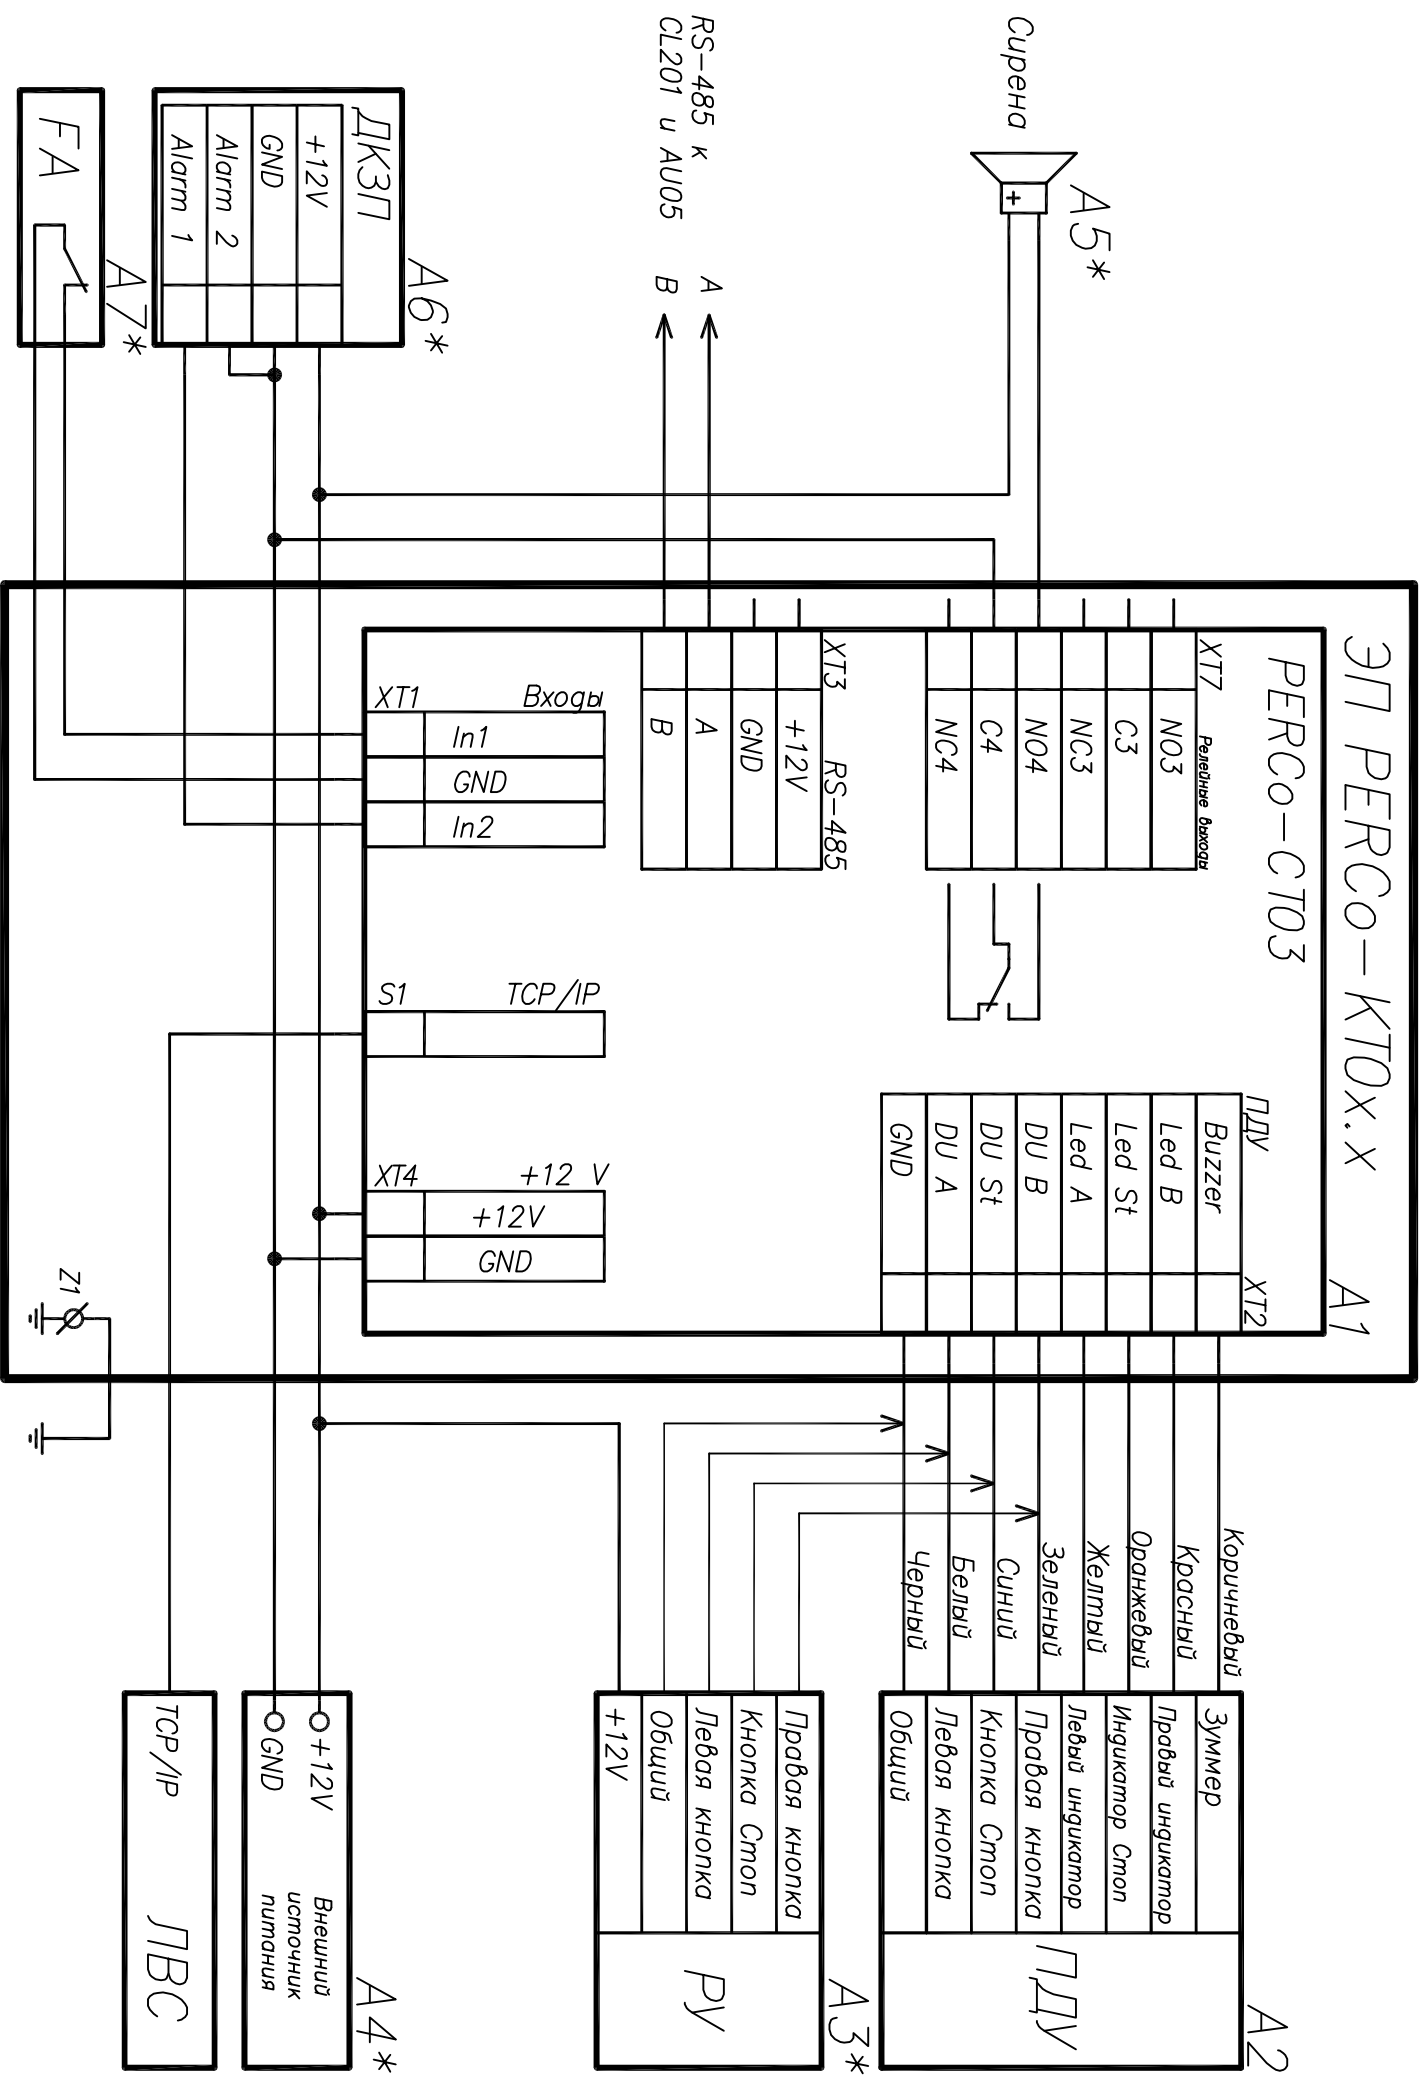 ЭП PERCo-KT0x.x
A1
PERCo-CT03
Сирена
A5*
RS-485 к
CL201 и AU05
A
B
ДКЗП
A6*
+12V
GND
Alarm 2
Alarm 1
FA
A7*
XT7
Релейные выходы
NO3
C3
NC3
NO4
C4
NC4
XT3
RS-485
+12V
GND
A
B
XT1
Входы
In1
GND
In2
S1
TCP/IP
XT4
+12 V
+12V
GND
ПДУ
XT2
Buzzer
Led B
Led St
Led A
DU B
DU St
DU A
GND
Z1
Коричневый
Красный
Оранжевый
Желтый
Зеленый
Синий
Белый
Черный
A2
ПДУ
Зуммер
Правый индикатор
Индикатор Стоп
Левый индикатор
Правая кнопка
Кнопка Стоп
Левая кнопка
Общий
A3*
РУ
Правая кнопка
Кнопка Стоп
Левая кнопка
Общий
+12V
A4*
+12V
GND
Внешний
источник
питания
TCP/IP
ЛВС